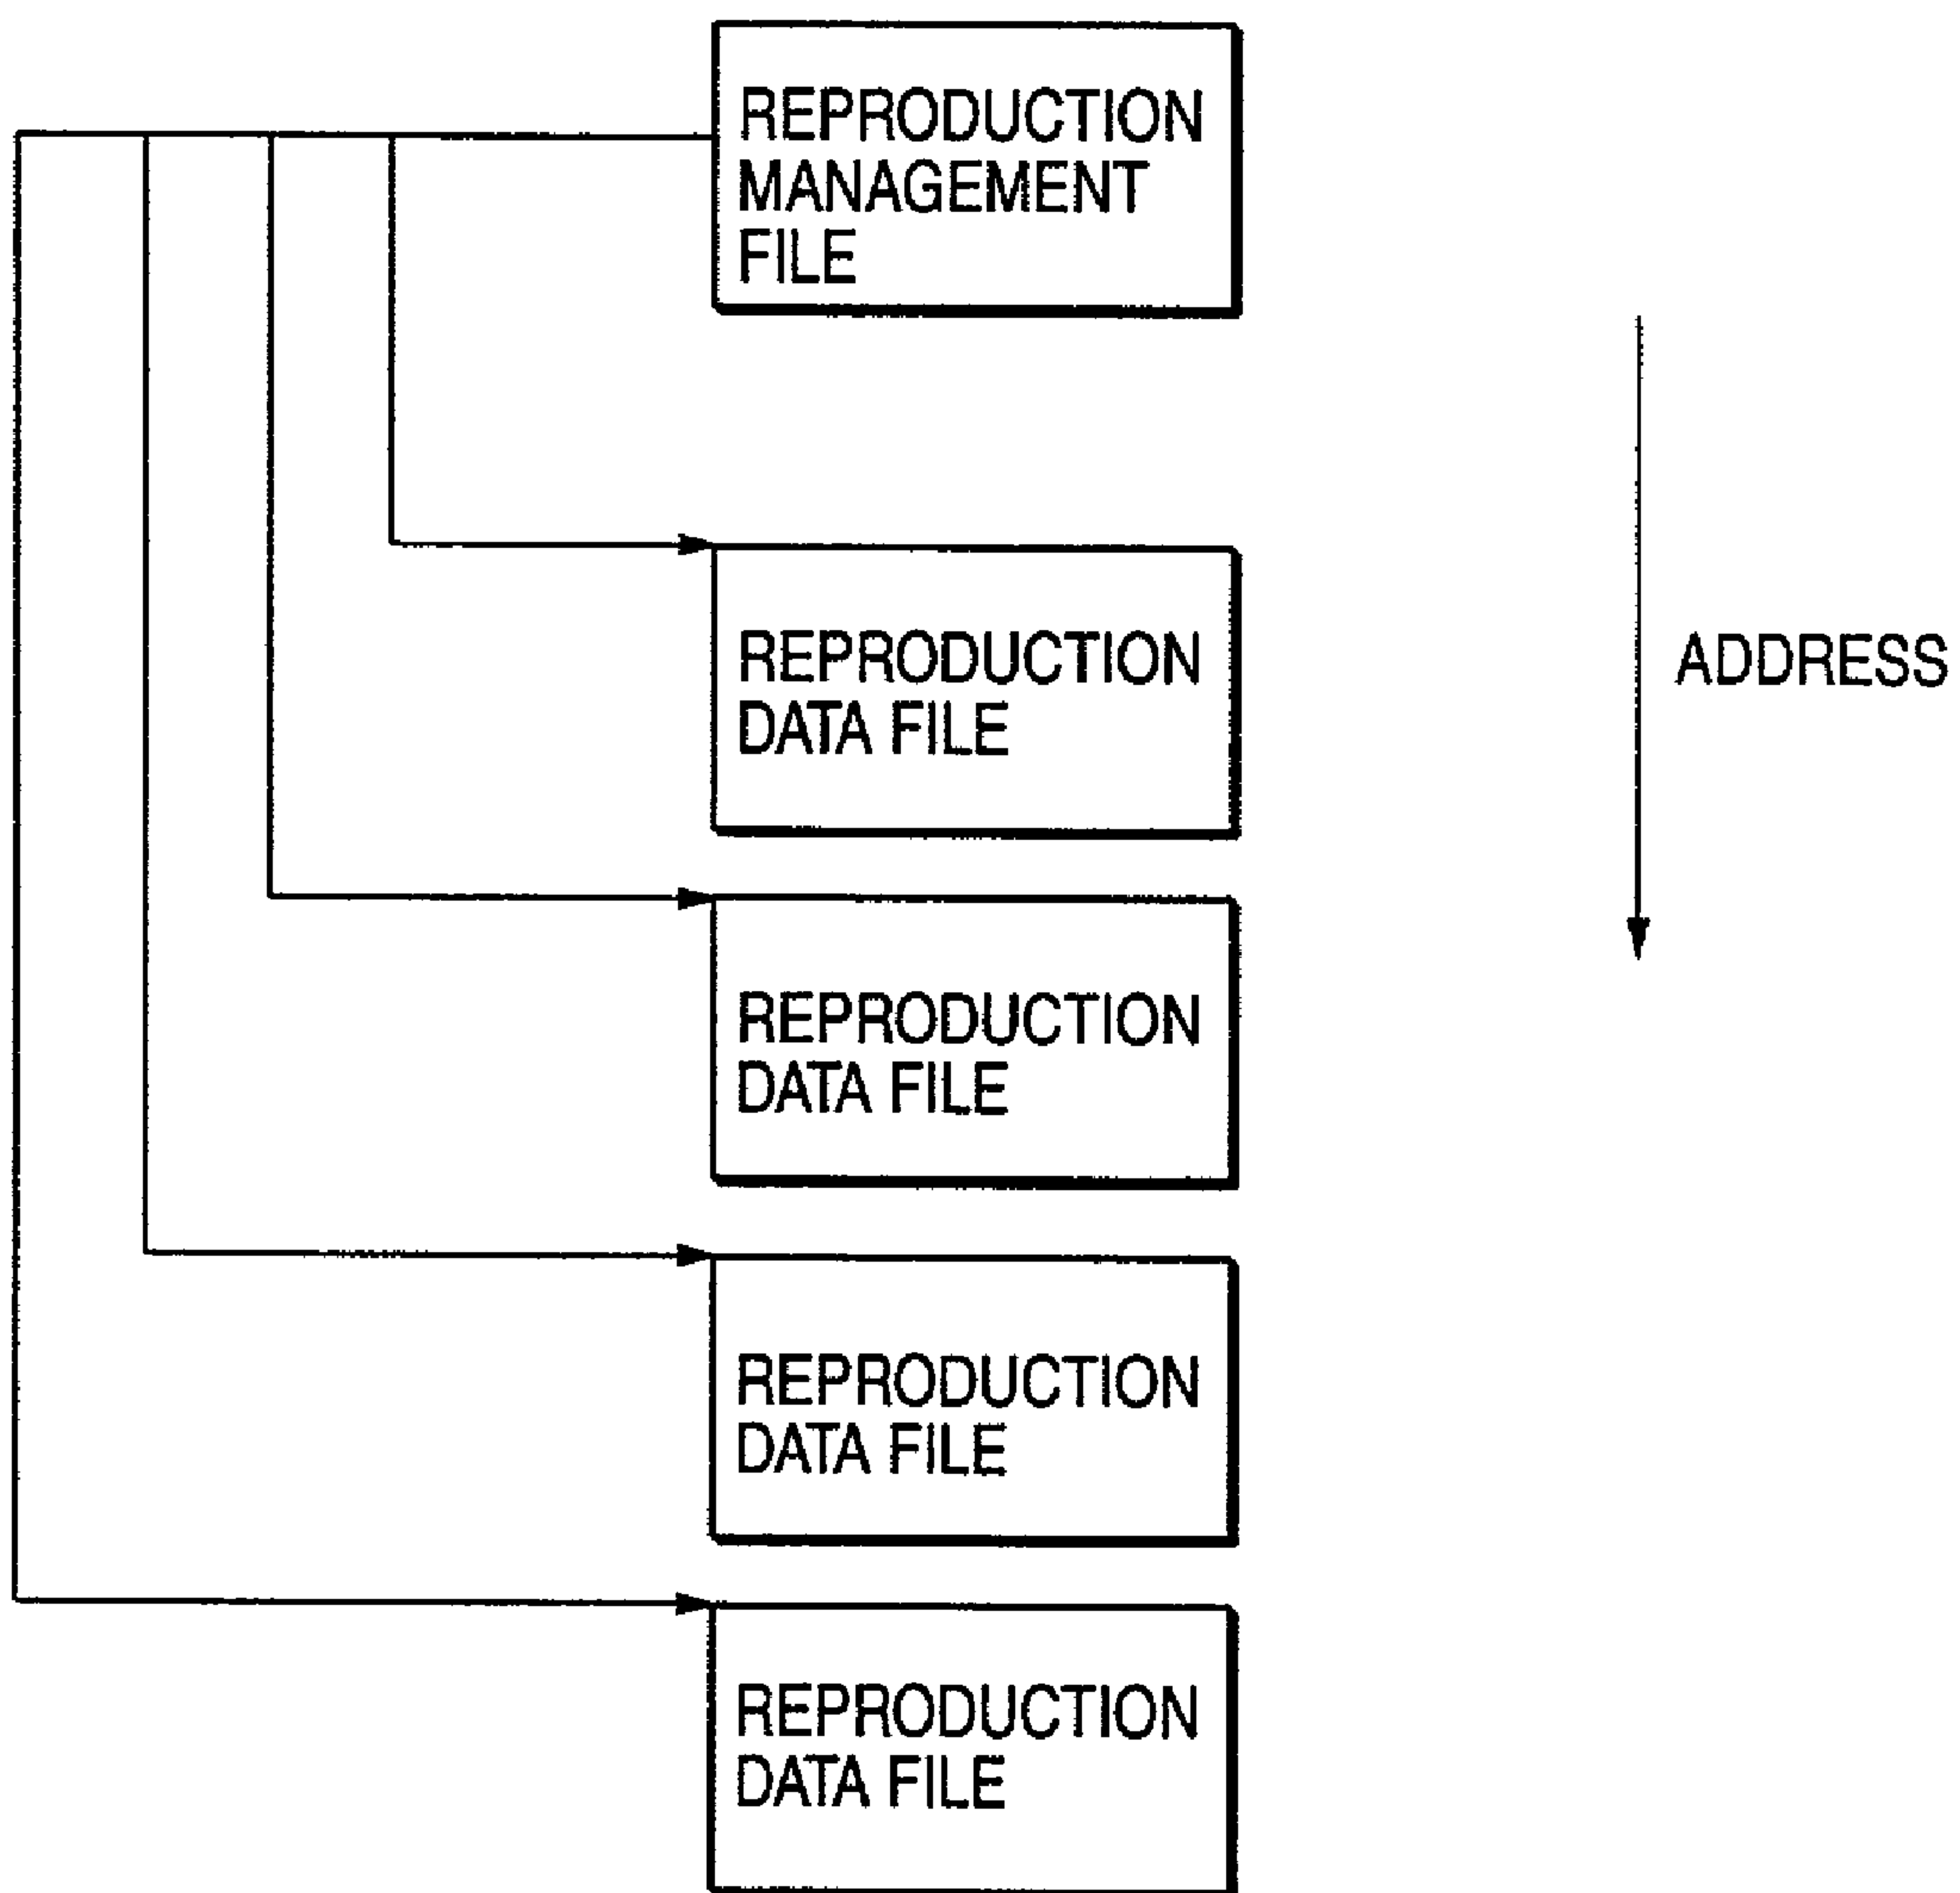 REPRODUCTION
MANAGEMENT
FILE
REPRODUCTION
DATA FILE
ADDRESS
REPRODUCTION
DATA FILE
REPRODUCTION
DATA FILE
REPRODUCTION
DATA FILE